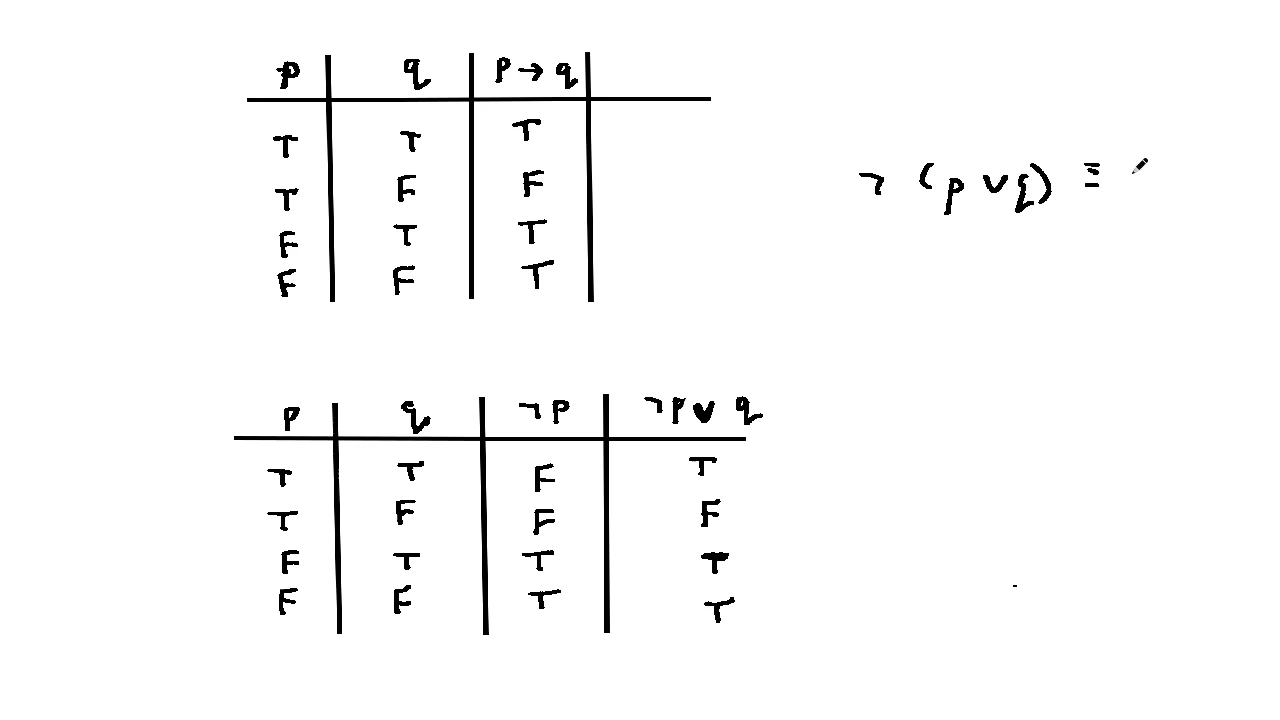 p q p → q
T T T
T F F
F T T
F F T
¬ (p ∨ q) ≡
p q ¬ p ¬ p ∨ q
T T F T
T F F F
F T T T
F F T T